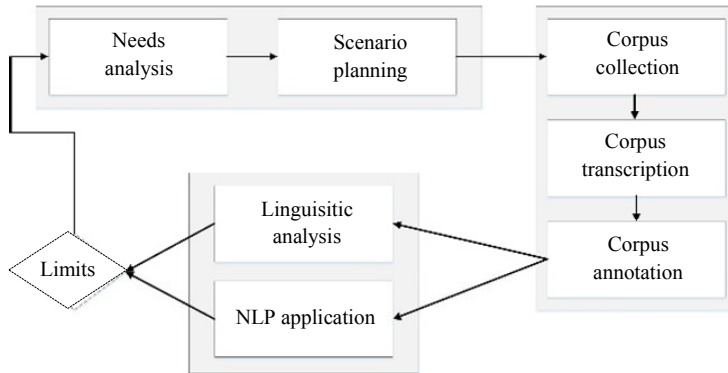 Needs
analysis
Scenario
planning
Corpus
collection
Corpus
transcription
Corpus
annotation
Linguisitic
analysis
NLP application
Limits